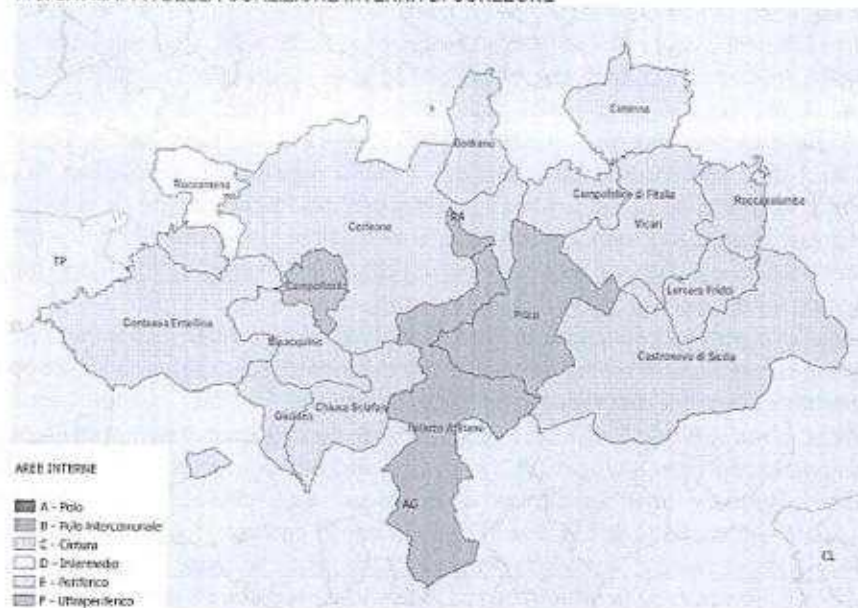 Roccamena
Godrano
Cefalà
Campofelice di Fitalia
Roccapalumba
Vicari
PA
Corleone
TP
Campofiorito
Lercara Friddi
Contessa Entellina
Prizzi
Bisacquino
Castronovo di Sicilia
Giuliana
Chiusa Sclafani
Palazzo Adriano
AREE INTERNE
A - Polo
B - Polo Intercomunale
C - Cintura
D - Intermedio
E - Periferico
F - Ultraperiferico
AG
CL